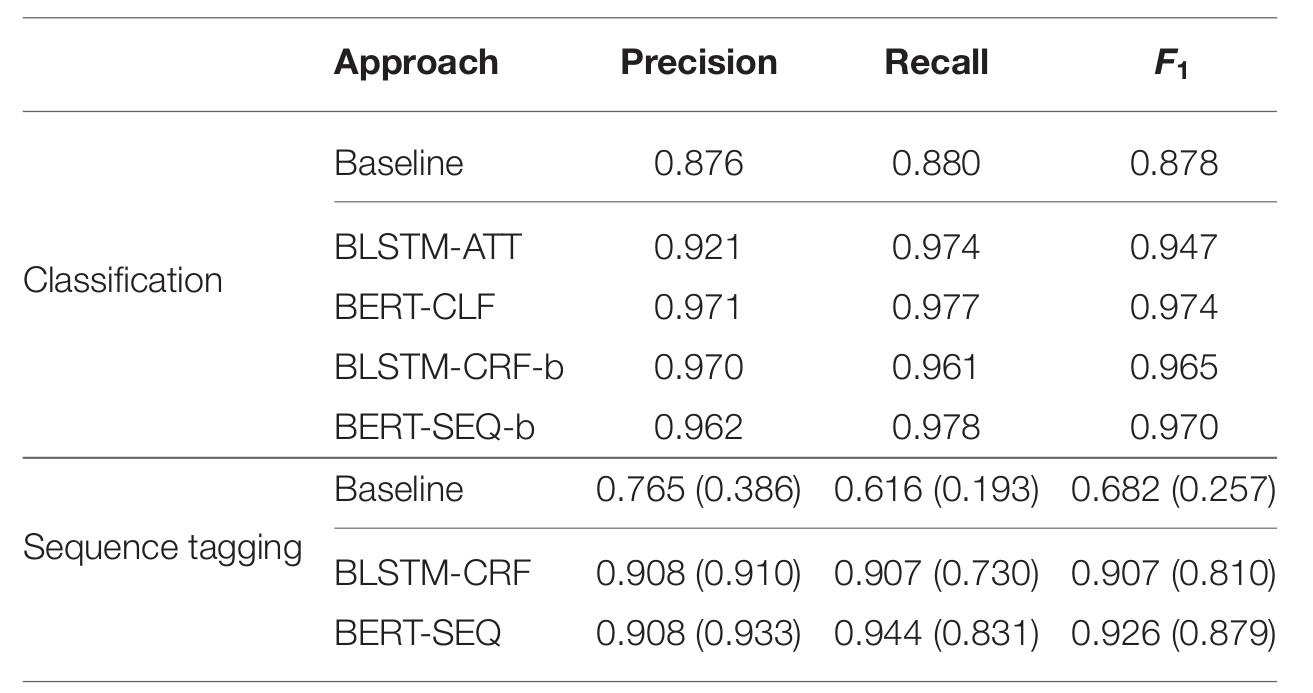 Approach Precision Recall F1
Baseline 0.876 0.880 0.878
BLSTM-ATT 0.921 0.974 0.947
Classification
BERT-CLF 0.971 0.977 0.974
BLSTM-CRF-b 0.970 0.961 0.965
BERT-SEQ-b 0.962 0.978 0.970
Baseline 0.765 (0.386) 0.616 (0.193) 0.682 (0.257)
Sequence tagging
BLSTM-CRF 0.908 (0.910) 0.907 (0.730) 0.907 (0.810)
BERT-SEQ 0.908 (0.933) 0.944 (0.831) 0.926 (0.879)